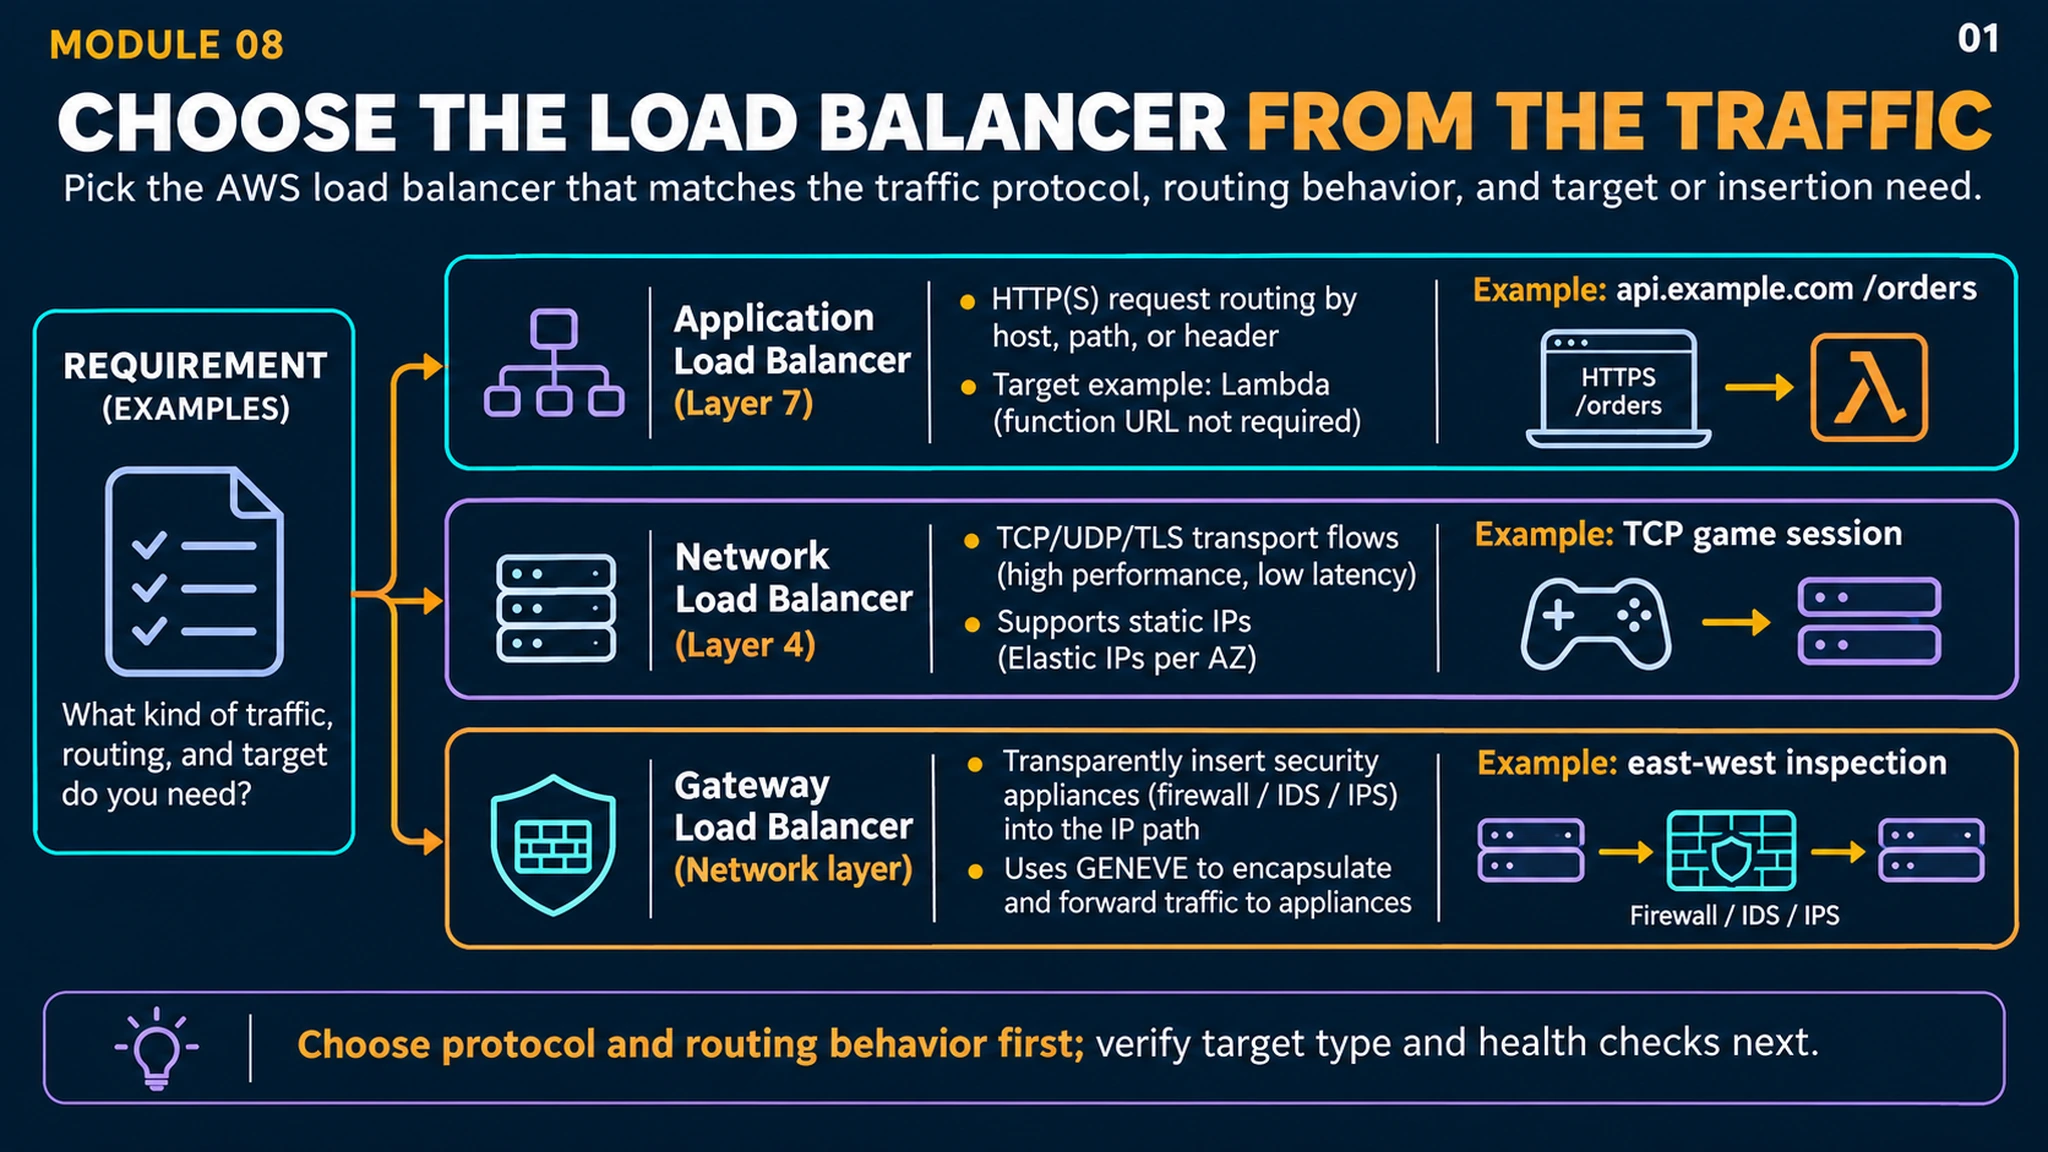 MODULE 08
01
CHOOSE THE LOAD BALANCER FROM THE TRAFFIC
Pick the AWS load balancer that matches the traffic protocol, routing behavior, and target or insertion need.
REQUIREMENT
(EXAMPLES)
What kind of traffic,
routing, and target
do you need?
Application
Load Balancer
(Layer 7)
HTTP(S) request routing by
host, path, or header
Target example: Lambda
(function URL not required)
Example: api.example.com /orders
HTTPS
/orders
Network
Load Balancer
(Layer 4)
TCP/UDP/TLS transport flows
(high performance, low latency)
Supports static IPs
(Elastic IPs per AZ)
Example: TCP game session
Gateway
Load Balancer
(Network layer)
Transparently insert security
appliances (firewall / IDS / IPS)
into the IP path
Uses GENEVE to encapsulate
and forward traffic to appliances
Example: east-west inspection
Firewall / IDS / IPS
Choose protocol and routing behavior first; verify target type and health checks next.